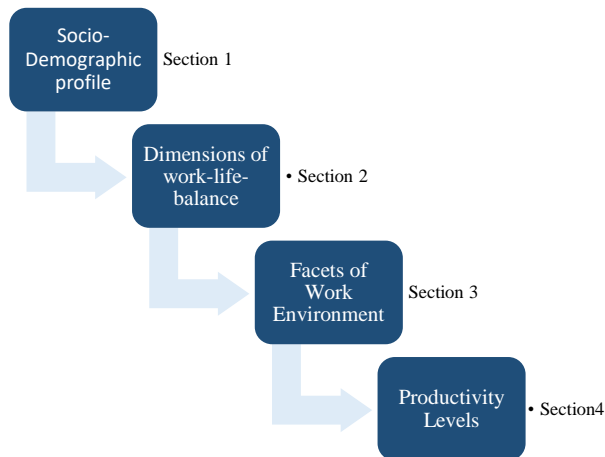 Socio-
Demographic
profile
Section 1
Dimensions of
work-life-
balance
• Section 2
Facets of
Work
Environment
Section 3
Productivity
Levels
• Section4